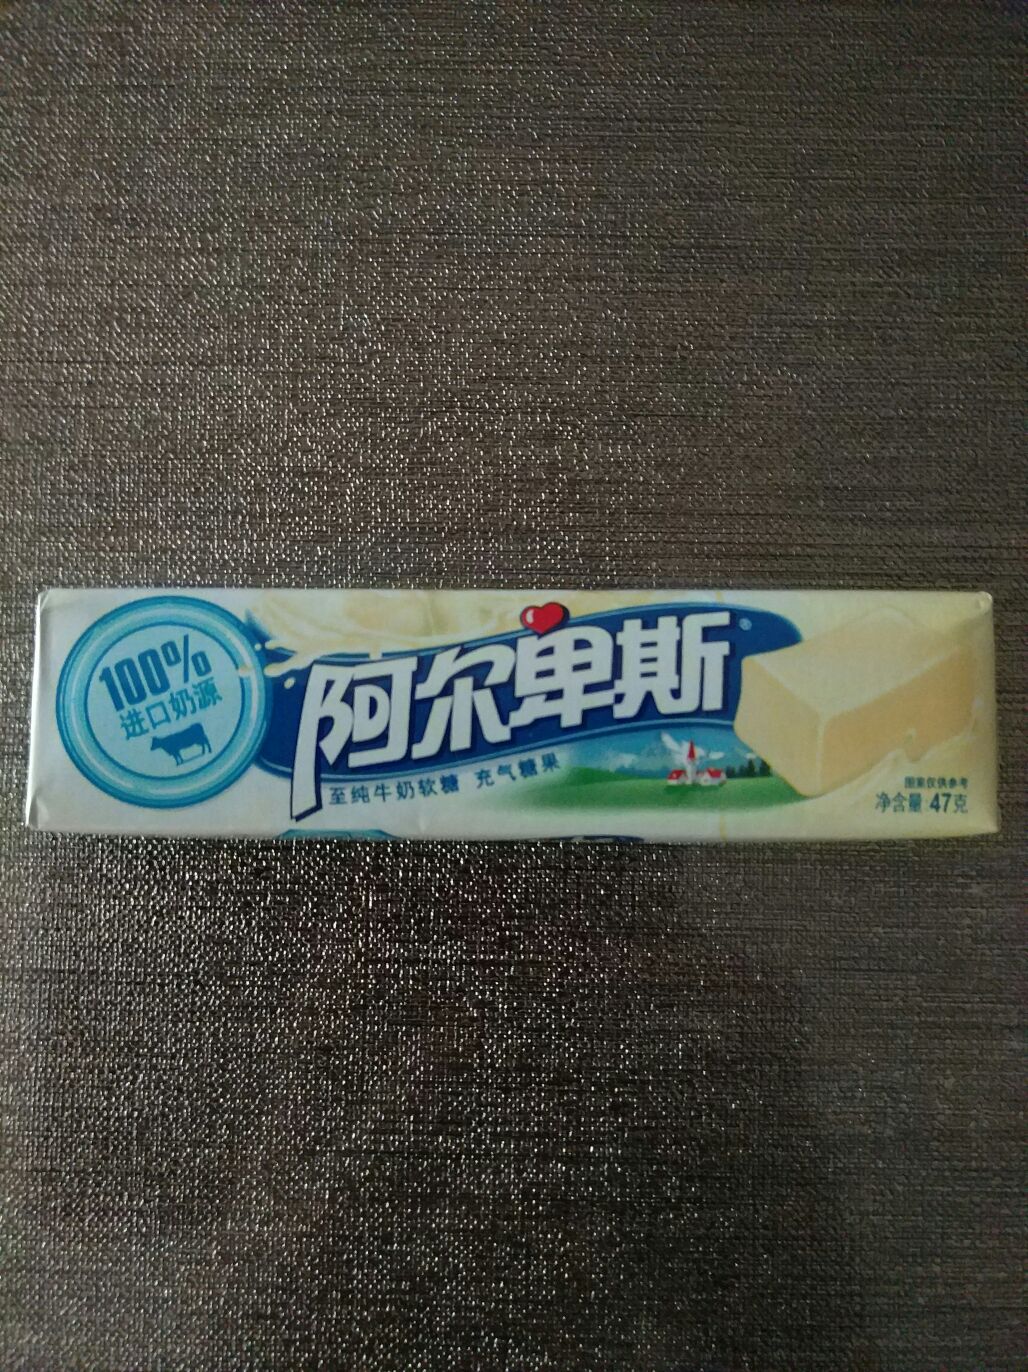 100%
进口奶源
阿尔卑斯®
至纯牛奶软糖 充气糖果
图案仅供参考
净含量 47克